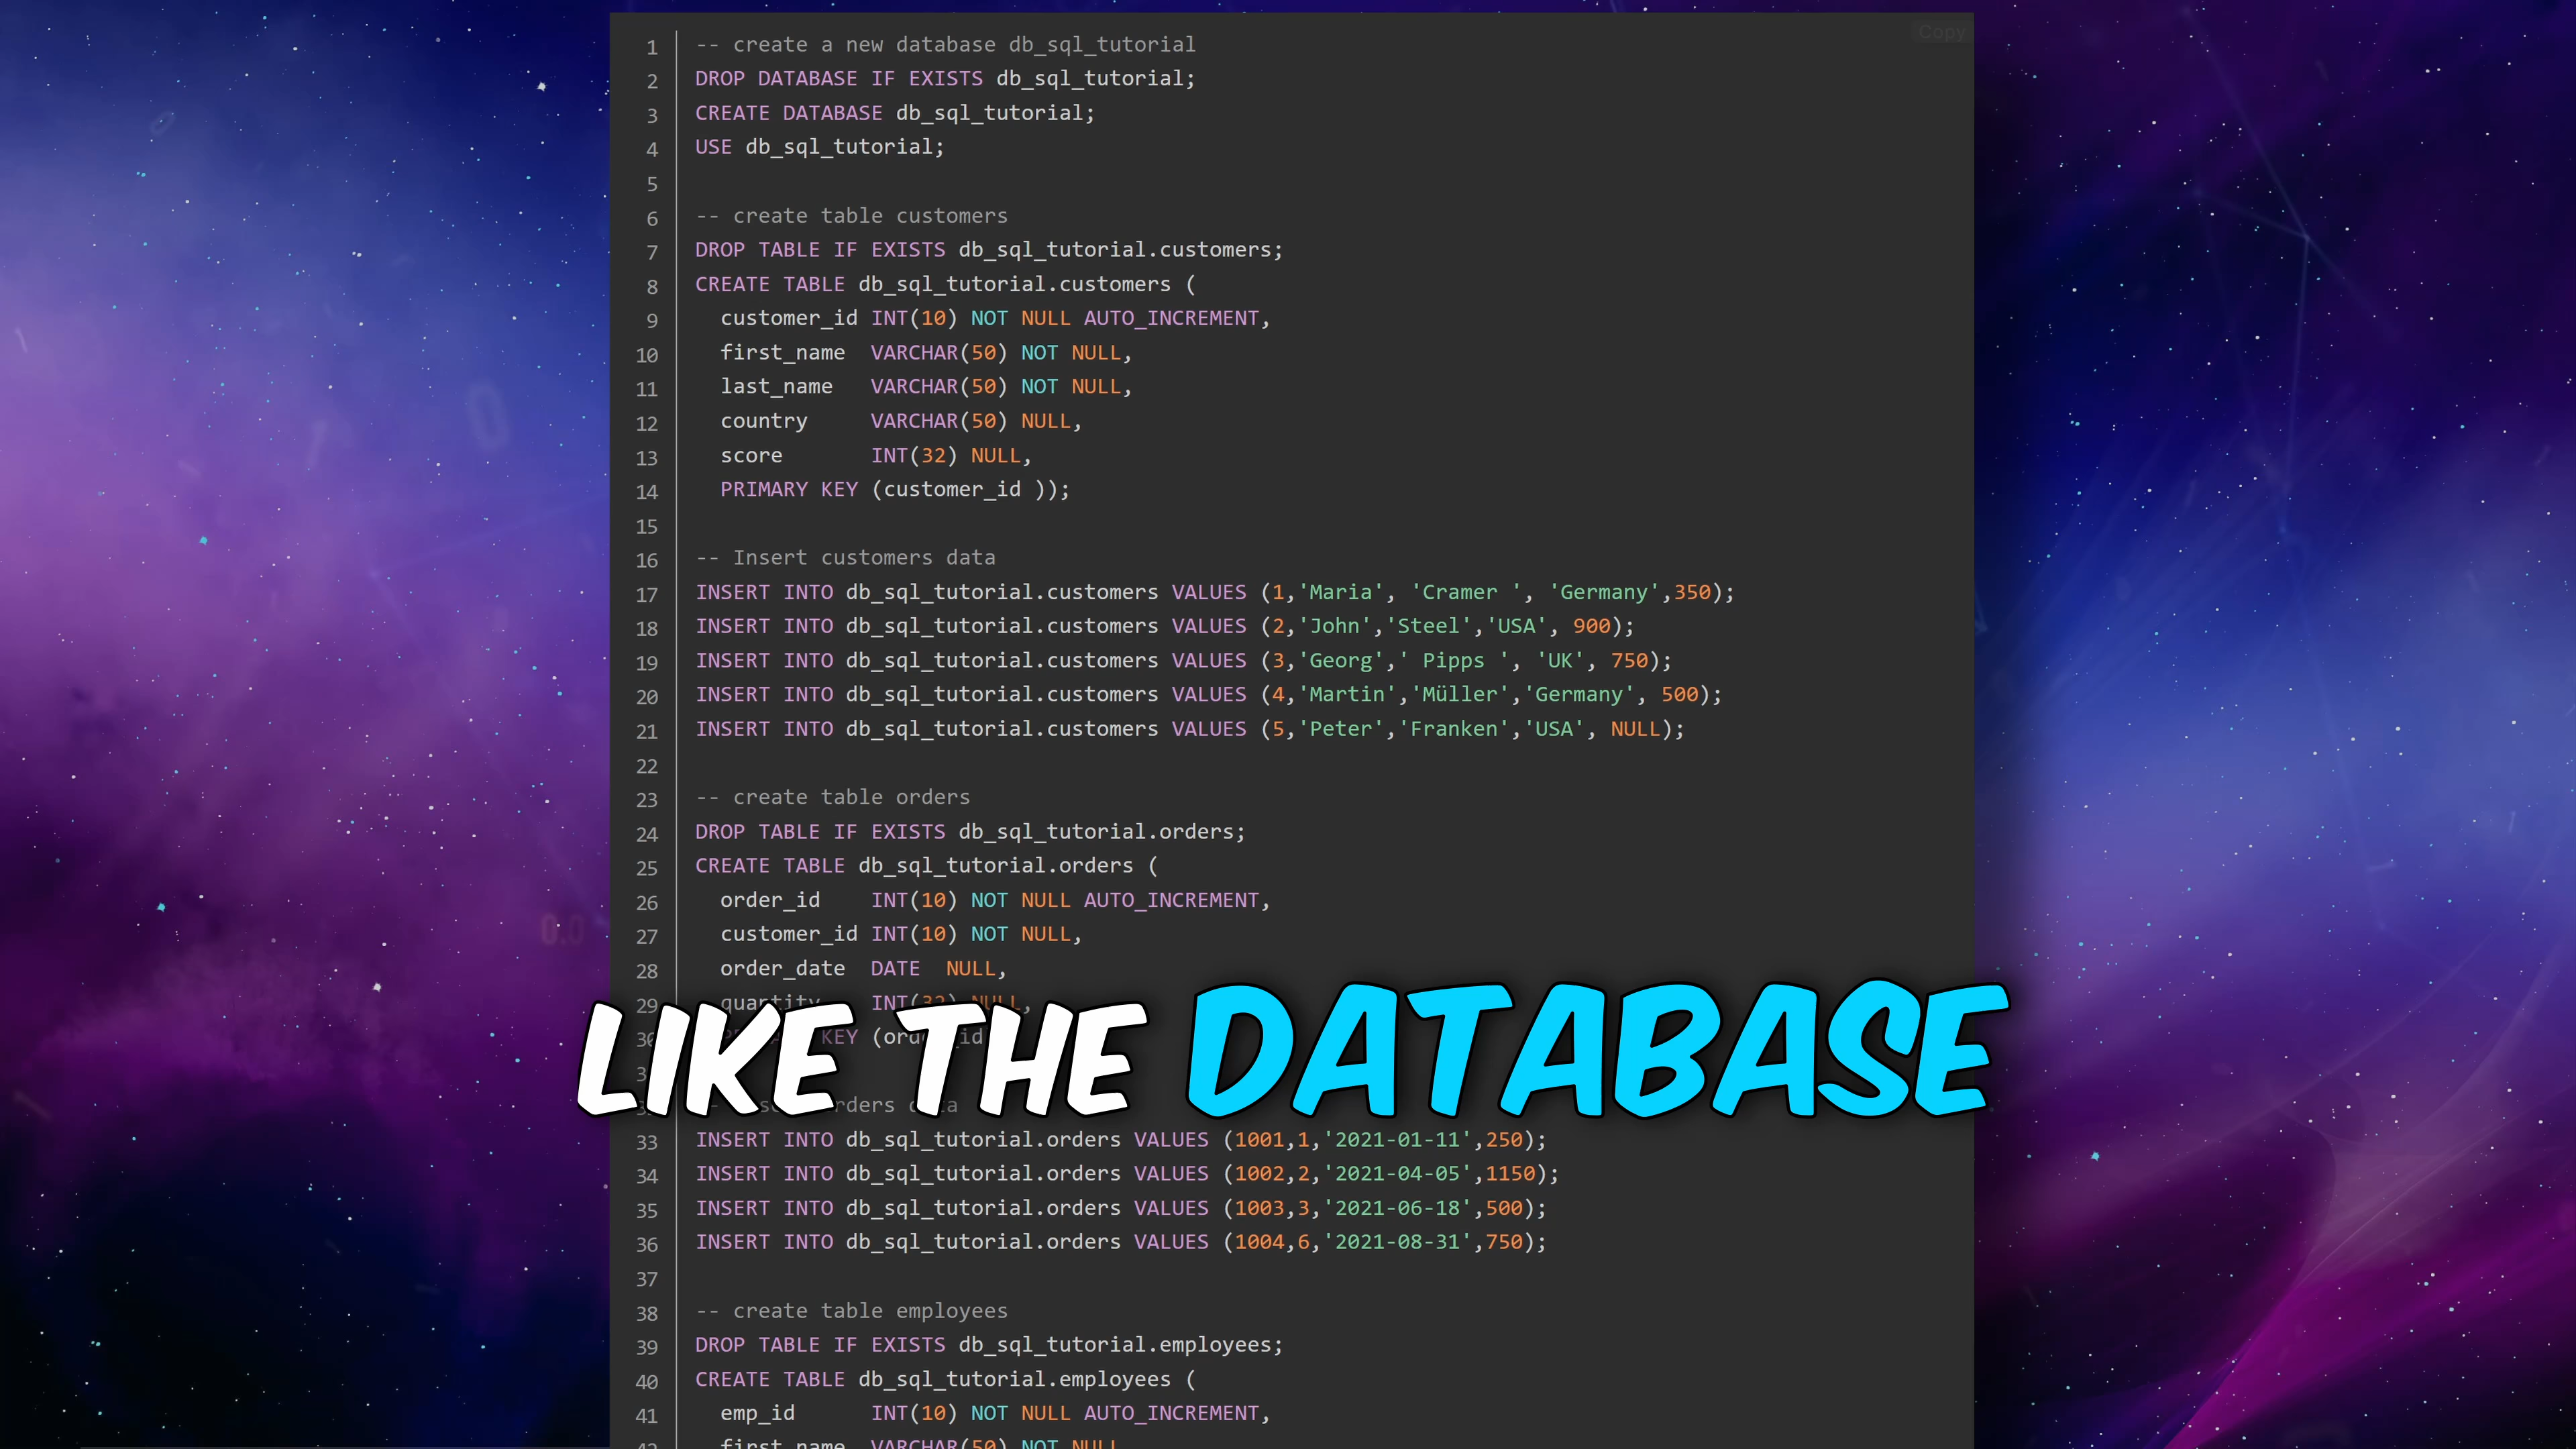 Copy
1 -- create a new database db_sql_tutorial
2 DROP DATABASE IF EXISTS db_sql_tutorial;
3 CREATE DATABASE db_sql_tutorial;
4 USE db_sql_tutorial;
5
6 -- create table customers
7 DROP TABLE IF EXISTS db_sql_tutorial.customers;
8 CREATE TABLE db_sql_tutorial.customers (
9 customer_id INT(10) NOT NULL AUTO_INCREMENT,
10 first_name VARCHAR(50) NOT NULL,
11 last_name VARCHAR(50) NOT NULL,
12 country VARCHAR(50) NULL,
13 score INT(32) NULL,
14 PRIMARY KEY (customer_id ));
15
16 -- Insert customers data
17 INSERT INTO db_sql_tutorial.customers VALUES (1,'Maria', 'Cramer ', 'Germany',350);
18 INSERT INTO db_sql_tutorial.customers VALUES (2,'John','Steel','USA', 900);
19 INSERT INTO db_sql_tutorial.customers VALUES (3,'Georg',' Pipps ', 'UK', 750);
20 INSERT INTO db_sql_tutorial.customers VALUES (4,'Martin','Müller','Germany', 500);
21 INSERT INTO db_sql_tutorial.customers VALUES (5,'Peter','Franken','USA', NULL);
22
23 -- create table orders
24 DROP TABLE IF EXISTS db_sql_tutorial.orders;
25 CREATE TABLE db_sql_tutorial.orders (
26 order_id INT(10) NOT NULL AUTO_INCREMENT,
27 customer_id INT(10) NOT NULL,
28 order_date DATE NULL,
29 quantity INT(32) NULL,
30 KEY
LIKE THE DATABASE
33 INSERT INTO db_sql_tutorial.orders VALUES (1001,1,'2021-01-11',250);
34 INSERT INTO db_sql_tutorial.orders VALUES (1002,2,'2021-04-05',1150);
35 INSERT INTO db_sql_tutorial.orders VALUES (1003,3,'2021-06-18',500);
36 INSERT INTO db_sql_tutorial.orders VALUES (1004,6,'2021-08-31',750);
37
38 -- create table employees
39 DROP TABLE IF EXISTS db_sql_tutorial.employees;
40 CREATE TABLE db_sql_tutorial.employees (
41 emp_id INT(10) NOT NULL AUTO_INCREMENT,
first_name VARCHAR(50) NOT NULL